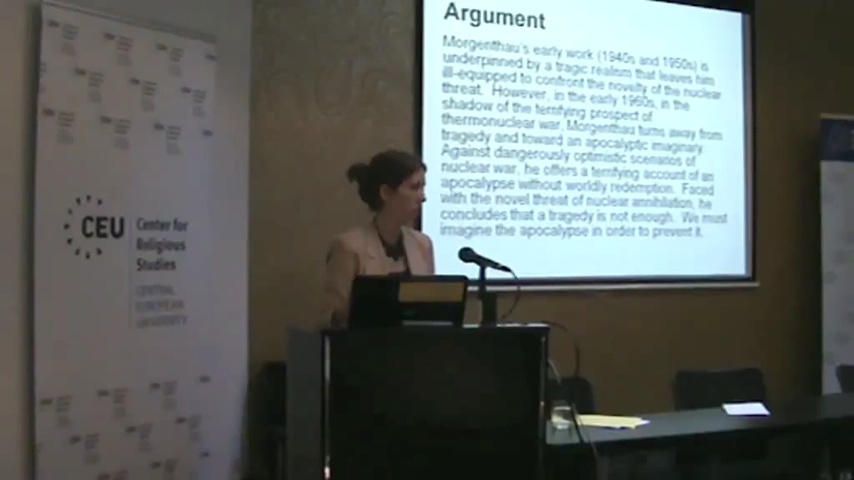 Argument
Morgenthau's early work (1940s and 1950s) is
underpinned by a tragic realism that leaves him
ill-equipped to confront the novelty of the nuclear
threat. However, in the early 1960s, in the
shadow of the terrifying prospect of
thermonuclear war, Morgenthau turns away from
tragedy and toward an apocalyptic imaginary.
Against dangerously optimistic scenarios of
nuclear war, he offers a terrifying account of an
apocalypse without worldly redemption. Faced
with the novel threat of nuclear annihilation, he
concludes that a tragedy is not enough. We must
imagine the apocalypse in order to prevent it.
CEU
Center for
Religious
Studies
CENTRAL
EUROPEAN
UNIVERSITY